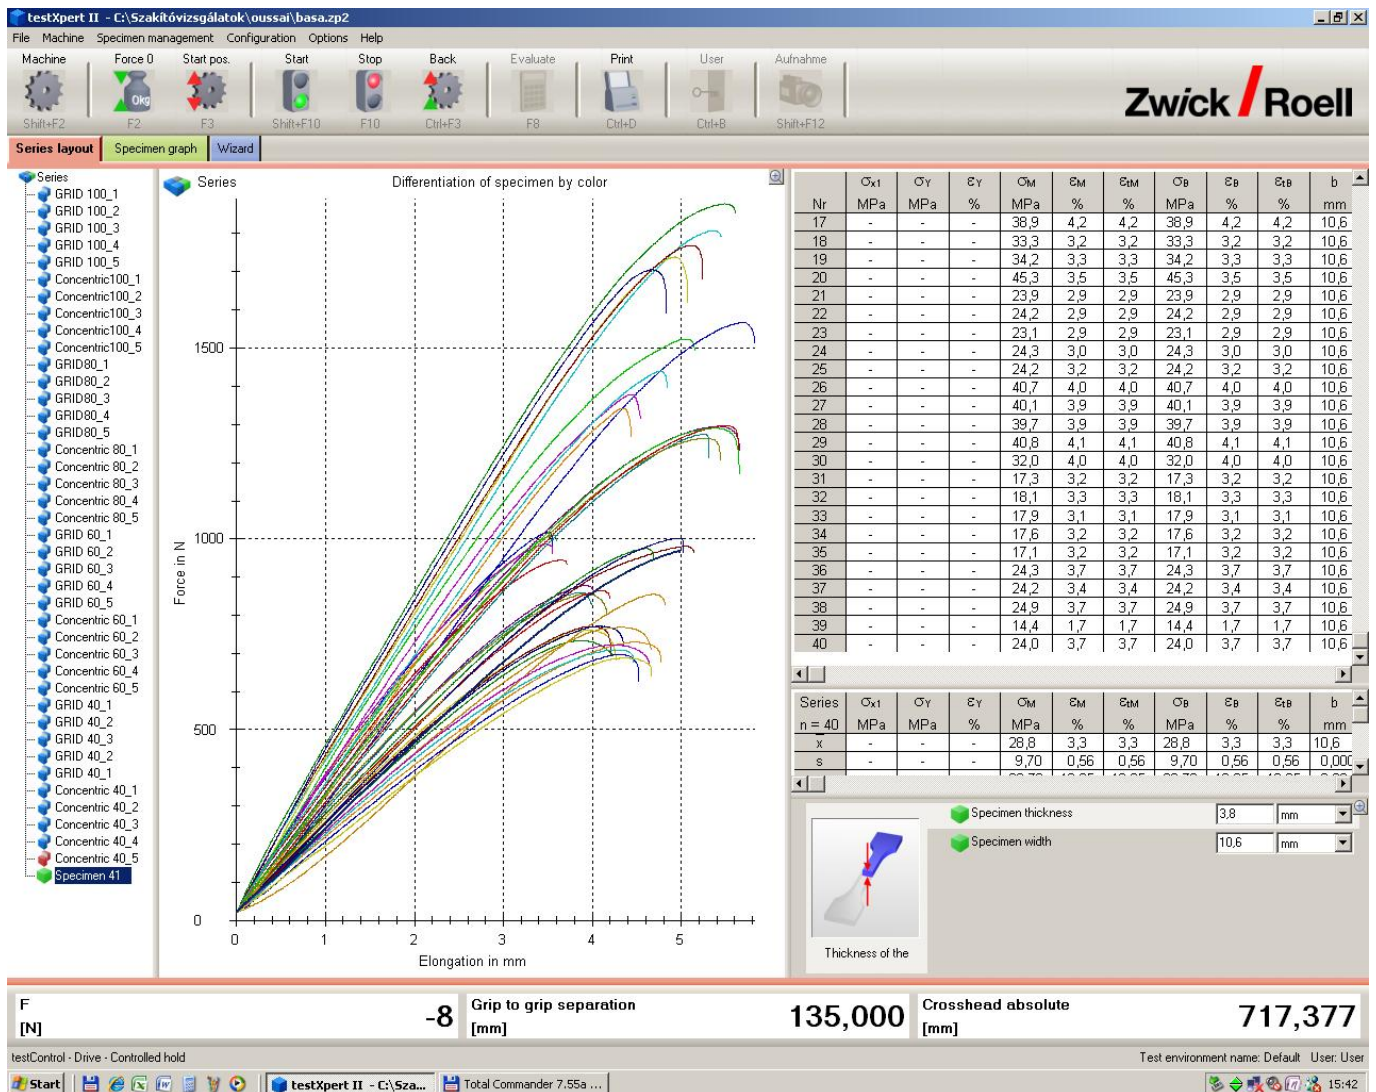 testXpert II - C:\Szakítóvizsgálatok\oussai\basa.zp2
File Machine Specimen management Configuration Options Help
Machine Force 0 Start pos. Start Stop Back Evaluate Print User Aufnahme
0kg
Shift+F2 F2 F3 Shift+F10 F10 Ctrl+F3 F8 Ctrl+D Ctrl+B Shift+F12
Zwick Roell
Series layout Specimen graph Wizard
Series
GRID 100_1
GRID 100_2
GRID 100_3
GRID 100_4
GRID 100_5
Concentric100_1
Concentric100_2
Concentric100_3
Concentric100_4
Concentric100_5
GRID80_1
GRID80_2
GRID80_3
GRID80_4
GRID80_5
Concentric 80_1
Concentric 80_2
Concentric 80_3
Concentric 80_4
Concentric 80_5
GRID 60_1
GRID 60_2
GRID 60_3
GRID 60_4
GRID 60_5
Concentric 60_1
Concentric 60_2
Concentric 60_3
Concentric 60_4
Concentric 60_5
GRID 40_1
GRID 40_2
GRID 40_3
GRID 40_2
GRID 40_1
Concentric 40_1
Concentric 40_2
Concentric 40_3
Concentric 40_4
Concentric 40_5
Specimen 41
Series Differentiation of specimen by color
1500
1000
500
0
Force in N
0 1 2 3 4 5
Elongation in mm
σx1 σY εY σM εM εtM σB εB εtB b
Nr MPa MPa % MPa % % MPa % % mm
17 - - - 38,9 4,2 4,2 38,9 4,2 4,2 10,6
18 - - - 33,3 3,2 3,2 33,3 3,2 3,2 10,6
19 - - - 34,2 3,3 3,3 34,2 3,3 3,3 10,6
20 - - - 45,3 3,5 3,5 45,3 3,5 3,5 10,6
21 - - - 23,9 2,9 2,9 23,9 2,9 2,9 10,6
22 - - - 24,2 2,9 2,9 24,2 2,9 2,9 10,6
23 - - - 23,1 2,9 2,9 23,1 2,9 2,9 10,6
24 - - - 24,3 3,0 3,0 24,3 3,0 3,0 10,6
25 - - - 24,2 3,2 3,2 24,2 3,2 3,2 10,6
26 - - - 40,7 4,0 4,0 40,7 4,0 4,0 10,6
27 - - - 40,1 3,9 3,9 40,1 3,9 3,9 10,6
28 - - - 39,7 3,9 3,9 39,7 3,9 3,9 10,6
29 - - - 40,8 4,1 4,1 40,8 4,1 4,1 10,6
30 - - - 32,0 4,0 4,0 32,0 4,0 4,0 10,6
31 - - - 17,3 3,2 3,2 17,3 3,2 3,2 10,6
32 - - - 18,1 3,3 3,3 18,1 3,3 3,3 10,6
33 - - - 17,9 3,1 3,1 17,9 3,1 3,1 10,6
34 - - - 17,6 3,2 3,2 17,6 3,2 3,2 10,6
35 - - - 17,1 3,2 3,2 17,1 3,2 3,2 10,6
36 - - - 24,3 3,7 3,7 24,3 3,7 3,7 10,6
37 - - - 24,2 3,4 3,4 24,2 3,4 3,4 10,6
38 - - - 24,9 3,7 3,7 24,9 3,7 3,7 10,6
39 - - - 14,4 1,7 1,7 14,4 1,7 1,7 10,6
40 - - - 24,0 3,7 3,7 24,0 3,7 3,7 10,6
Series σx1 σY εY σM εM εtM σB εB εtB b
n = 40 MPa MPa % MPa % % MPa % % mm
x - - - 28,8 3,3 3,3 28,8 3,3 3,3 10,6
s - - - 9,70 0,56 0,56 9,70 0,56 0,56 0,000
Specimen thickness 3,8 mm
Specimen width 10,6 mm
Thickness of the
F [N] -8
Grip to grip separation [mm] 135,000
Crosshead absolute [mm] 717,377
testControl - Drive - Controlled hold Test environment name: Default User: User
Start testXpert II - C:\Sza... Total Commander 7.55a ... 15:42